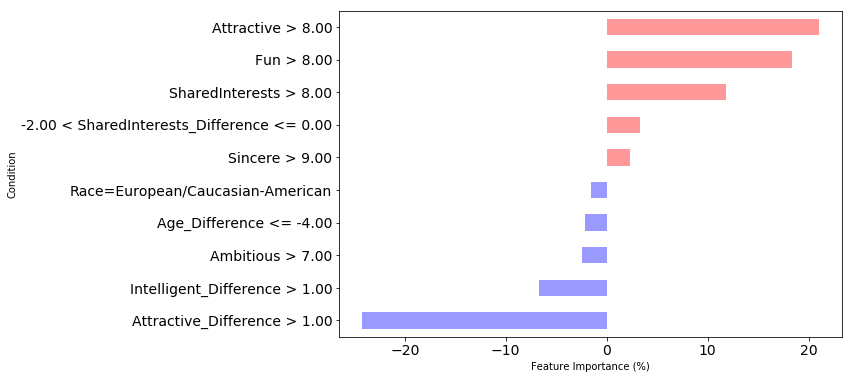 Attractive > 8.00
Fun > 8.00
SharedInterests > 8.00
-2.00 < SharedInterests_Difference <= 0.00
Sincere > 9.00
Race=European/Caucasian-American
Age_Difference <= -4.00
Ambitious > 7.00
Intelligent_Difference > 1.00
Attractive_Difference > 1.00
Condition
−20 −10 0 10 20
Feature Importance (%)